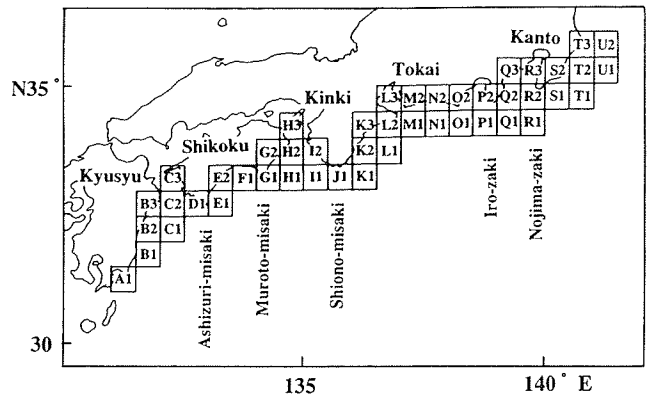 T3 U2
Kanto
Q3 R3 S2 T2 U1
N35°
Tokai
L3 M2 N2 O2 P2 Q2 R2 S1 T1
Kinki
H3 K3 L2 M1 N1 O1 P1 Q1 R1
Shikoku
G2 H2 I2 K2 L1
Kyusyu
C3 E2 F1 G1 H1 I1 J1 K1
B3 C2 D1 E1
B2 C1
B1
A1
Ashizuri-misaki
Muroto-misaki
Shiono-misaki
Iro-zaki
Nojima-zaki
30
135
140° E